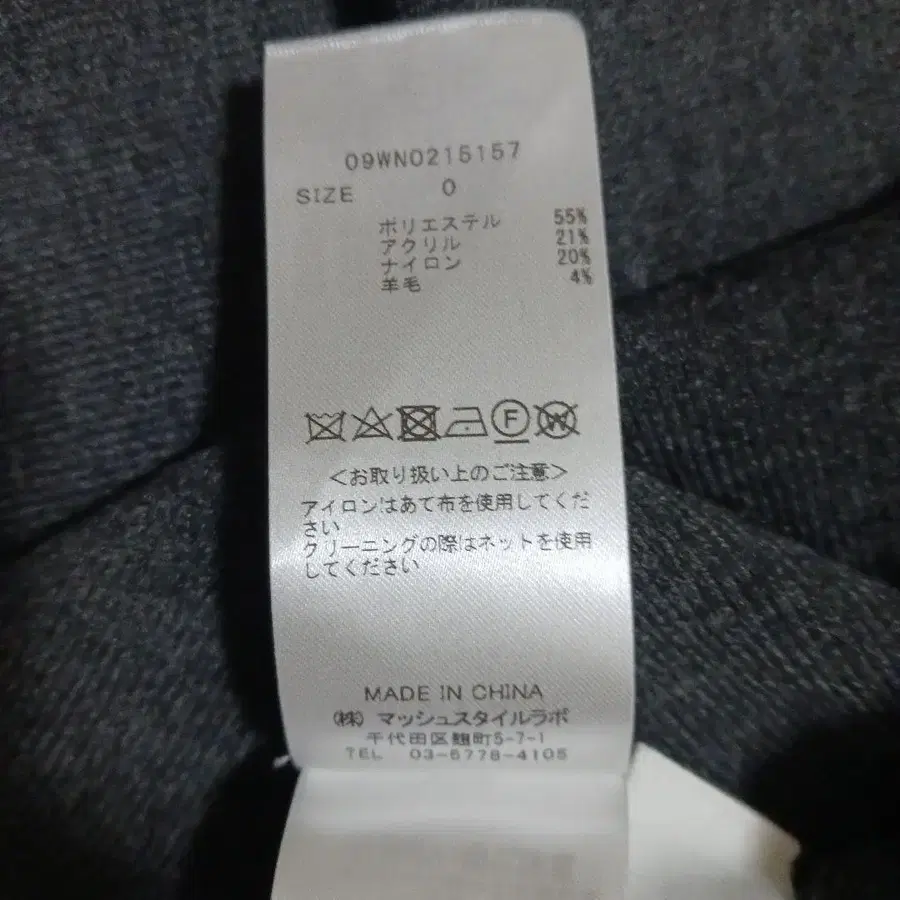 09WNO215157
SIZE 0
ポリエステル 55%
アクリル 21%
ナイロン 20%
羊毛 4%
F W
<お取り扱い上のご注意>
アイロンはあて布を使用してくだ
さい
クリーニングの際はネットを使用
してください
MADE IN CHINA
㈱ マッシュスタイルラボ
千代田区麹町5-7-1
TEL 03-5778-4105